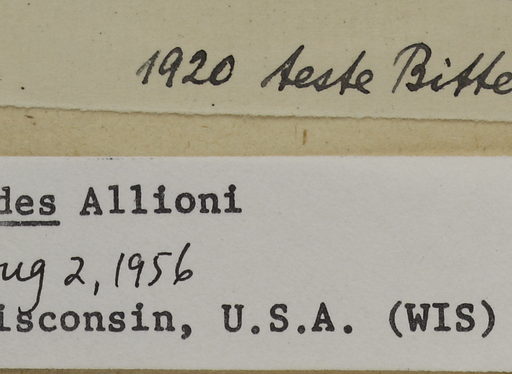 1920 teste Bitte
des Allioni
ug 2, 1956
isconsin, U.S.A. (WIS)